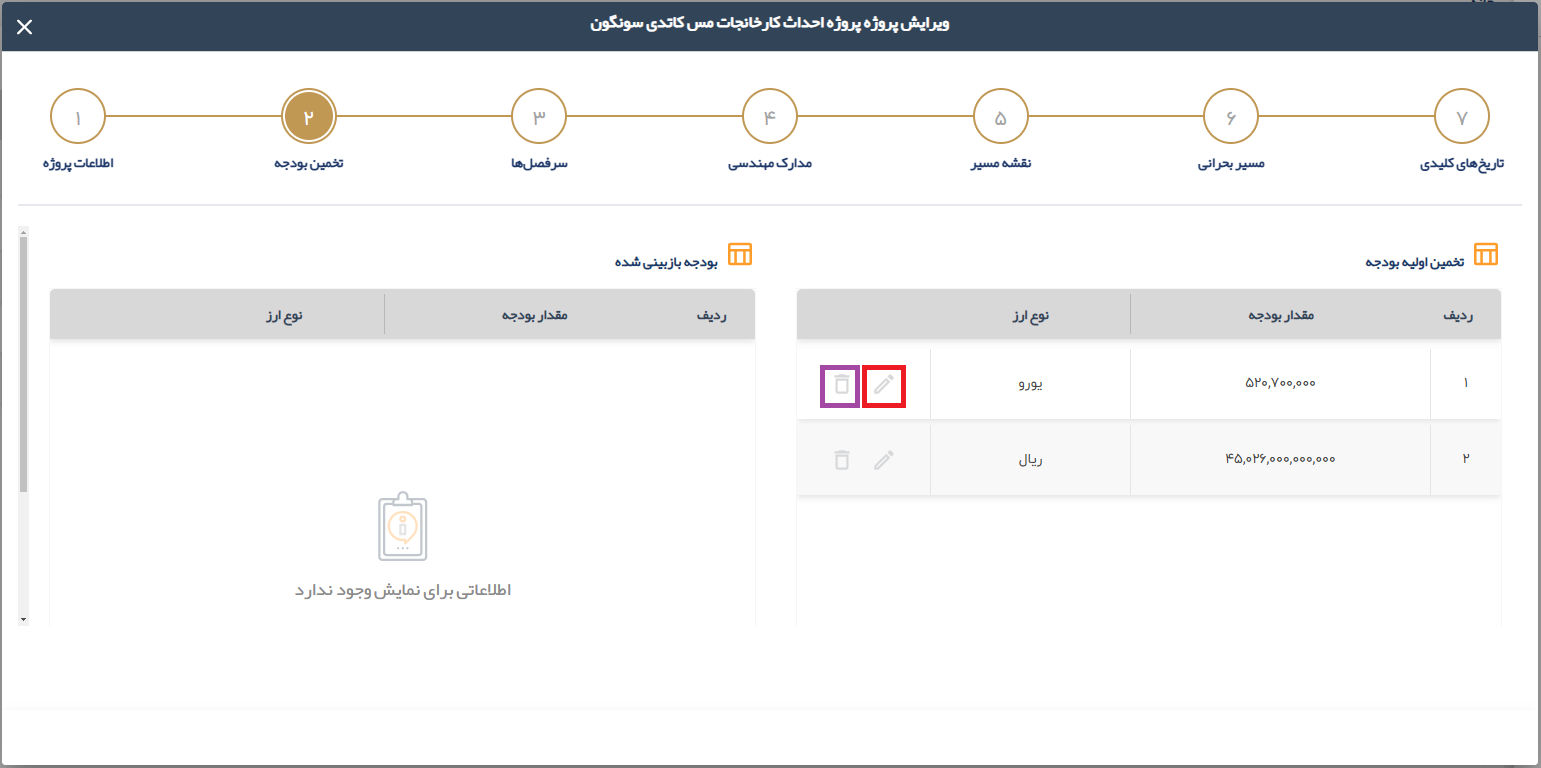 ویرایش پروژه پروژه احداث کارخانجات مس کاتدی سونگون
۱
۲
۳
۴
۵
۶
۷
اطلاعات پروژه
تخمین بودجه
سرفصل‌ها
مدارک مهندسی
نقشه مسیر
مسیر بحرانی
تاریخ‌های کلیدی
تخمین اولیه بودجه
ردیف مقدار بودجه نوع ارز
۱ ۵۲۰,۷۰۰,۰۰۰ یورو
۲ ۴۵,۰۲۶,۰۰۰,۰۰۰,۰۰۰ ریال
بودجه بازبینی شده
ردیف مقدار بودجه نوع ارز
اطلاعاتی برای نمایش وجود ندارد